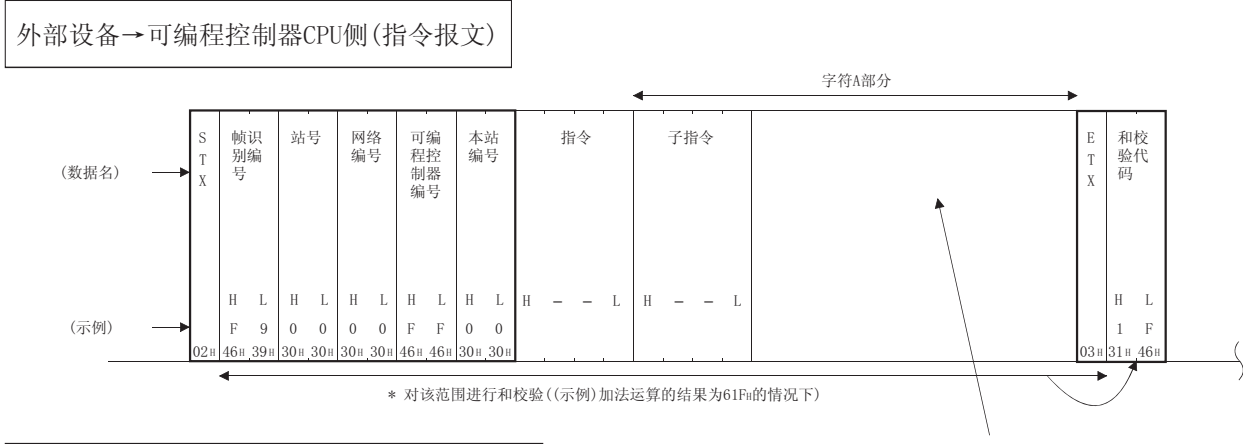 外部设备→可编程控制器CPU侧(指令报文)
字符A部分
(数据名)
S
T
X
帧识
别编
号
站号
网络
编号
可编
程控
制器
编号
本站
编号
指令
子指令
E
T
X
和校
验代
码
H L H L H L H L H L H － － L H － － L H L
(示例)
F 9 0 0 0 0 F F 0 0 1 F
02H 46H 39H 30H 30H 30H 30H 46H 46H 30H 30H 03H 31H 46H
* 对该范围进行和校验((示例)加法运算的结果为61FH的情况下)